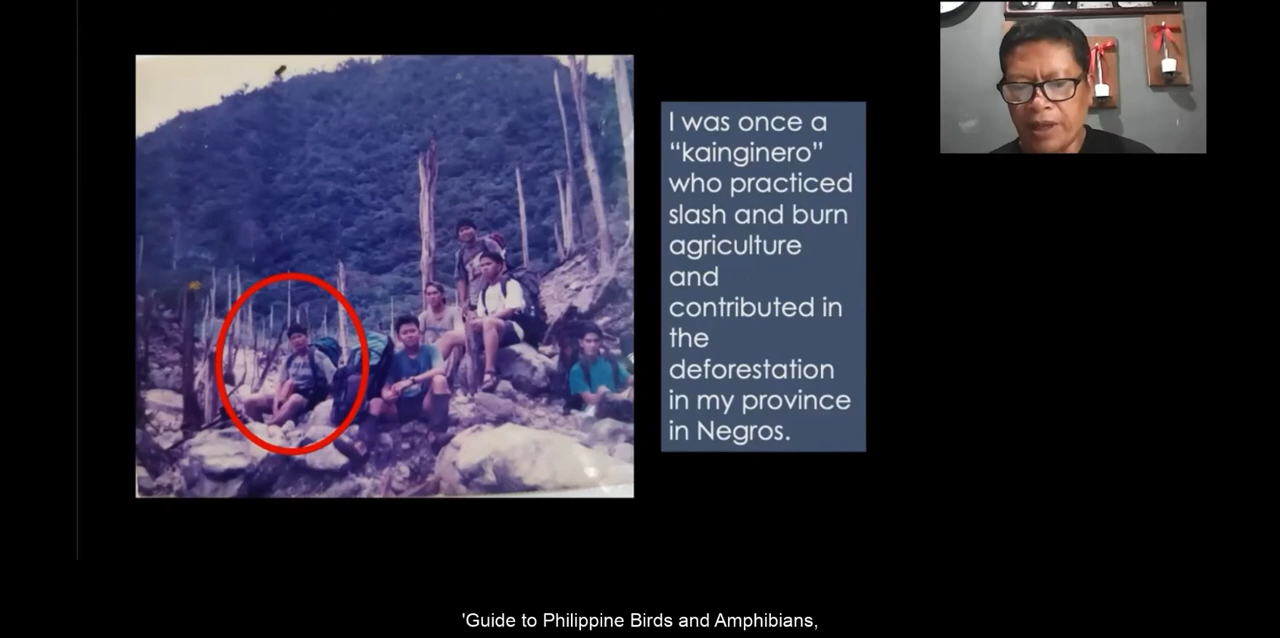 I was once a
“kainginero”
who practiced
slash and burn
agriculture
and
contributed in
the
deforestation
in my province
in Negros.
'Guide to Philippine Birds and Amphibians,